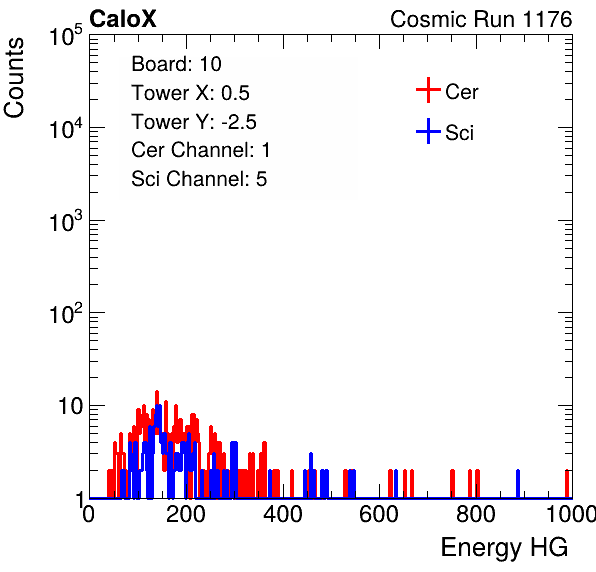 CaloX Cosmic Run 1176
Counts
Board: 10
Tower X: 0.5
Tower Y: -2.5
Cer Channel: 1
Sci Channel: 5
Cer
Sci
10^5
10^4
10^3
10^2
10
1
0 200 400 600 800 1000
Energy HG